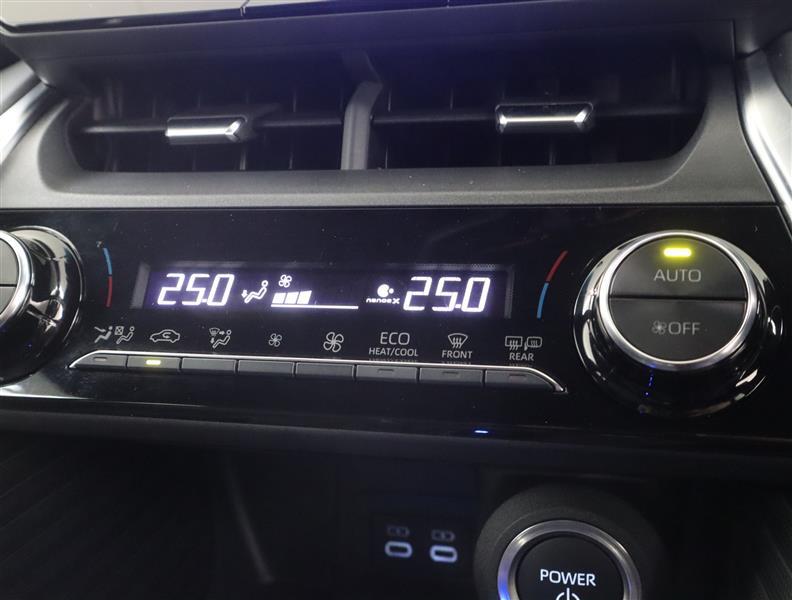 25.0 nanoe X 25.0
AUTO
OFF
ECO
HEAT/COOL
FRONT
REAR
POWER